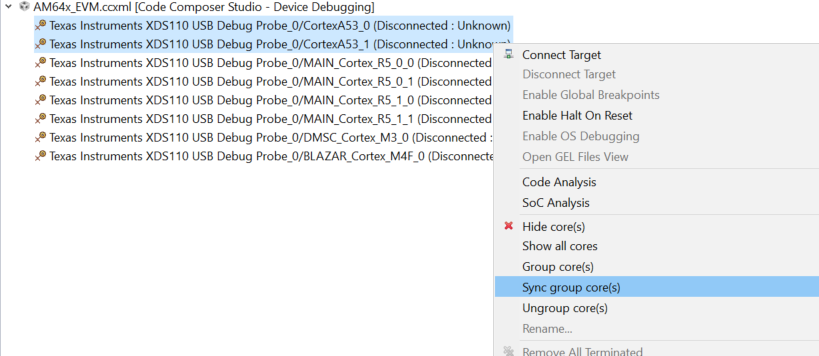 AM64x_EVM.ccxml [Code Composer Studio - Device Debugging]
Texas Instruments XDS110 USB Debug Probe_0/CortexA53_0 (Disconnected : Unknown)
Texas Instruments XDS110 USB Debug Probe_0/CortexA53_1 (Disconnected : Unknown)
Texas Instruments XDS110 USB Debug Probe_0/MAIN_Cortex_R5_0_0 (Disconnected
Texas Instruments XDS110 USB Debug Probe_0/MAIN_Cortex_R5_0_1 (Disconnected
Texas Instruments XDS110 USB Debug Probe_0/MAIN_Cortex_R5_1_0 (Disconnected
Texas Instruments XDS110 USB Debug Probe_0/MAIN_Cortex_R5_1_1 (Disconnected
Texas Instruments XDS110 USB Debug Probe_0/DMSC_Cortex_M3_0 (Disconnected :
Texas Instruments XDS110 USB Debug Probe_0/BLAZAR_Cortex_M4F_0 (Disconnecte
Connect Target
Disconnect Target
Enable Global Breakpoints
Enable Halt On Reset
Enable OS Debugging
Open GEL Files View
Code Analysis
SoC Analysis
Hide core(s)
Show all cores
Group core(s)
Sync group core(s)
Ungroup core(s)
Rename...
Remove All Terminated